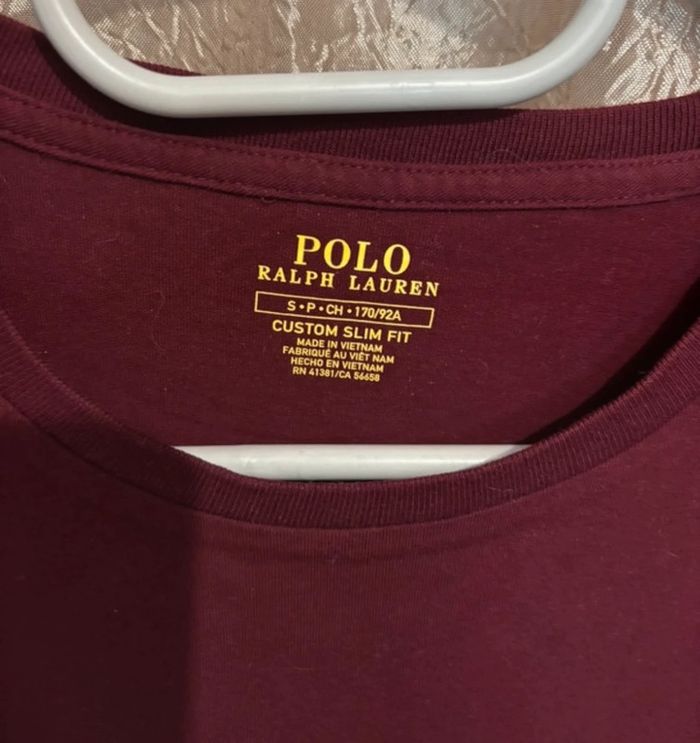 POLO
RALPH LAUREN
S•P•CH•170/92A
CUSTOM SLIM FIT
MADE IN VIETNAM
FABRIQUÉ AU VIÊT NAM
HECHO EN VIETNAM
RN 41381/CA 56658